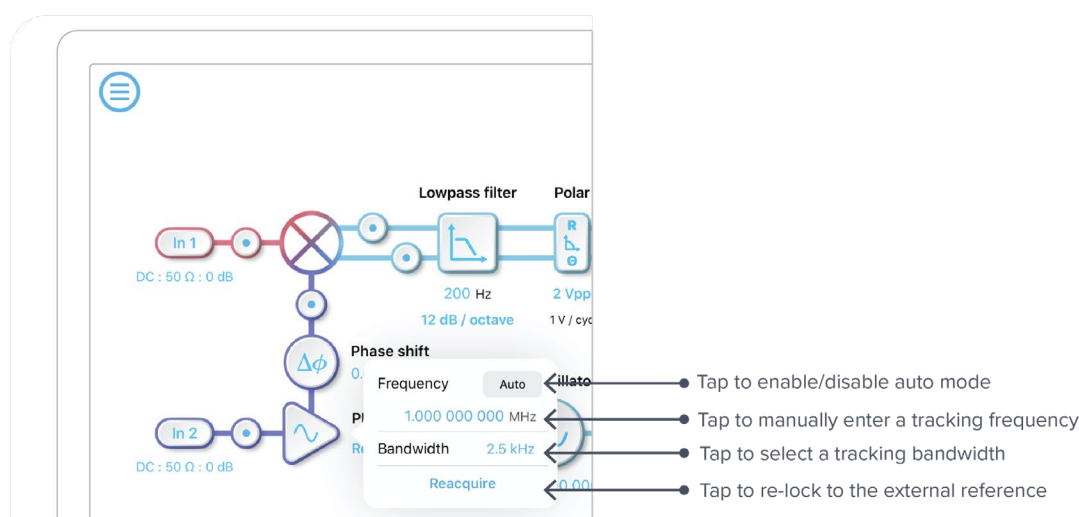 Lowpass filter Polar
R
In 1
Θ
DC : 50 Ω : 0 dB
200 Hz 2 Vpp
12 dB / octave 1 V / cyc
Phase shift
Δϕ
0.
Frequency Auto illato Tap to enable/disable auto mode
1.000 000 000 MHz Tap to manually enter a tracking frequency
In 2
Bandwidth 2.5 kHz Tap to select a tracking bandwidth
DC : 50 Ω : 0 dB
Reacquire Tap to re-lock to the external reference